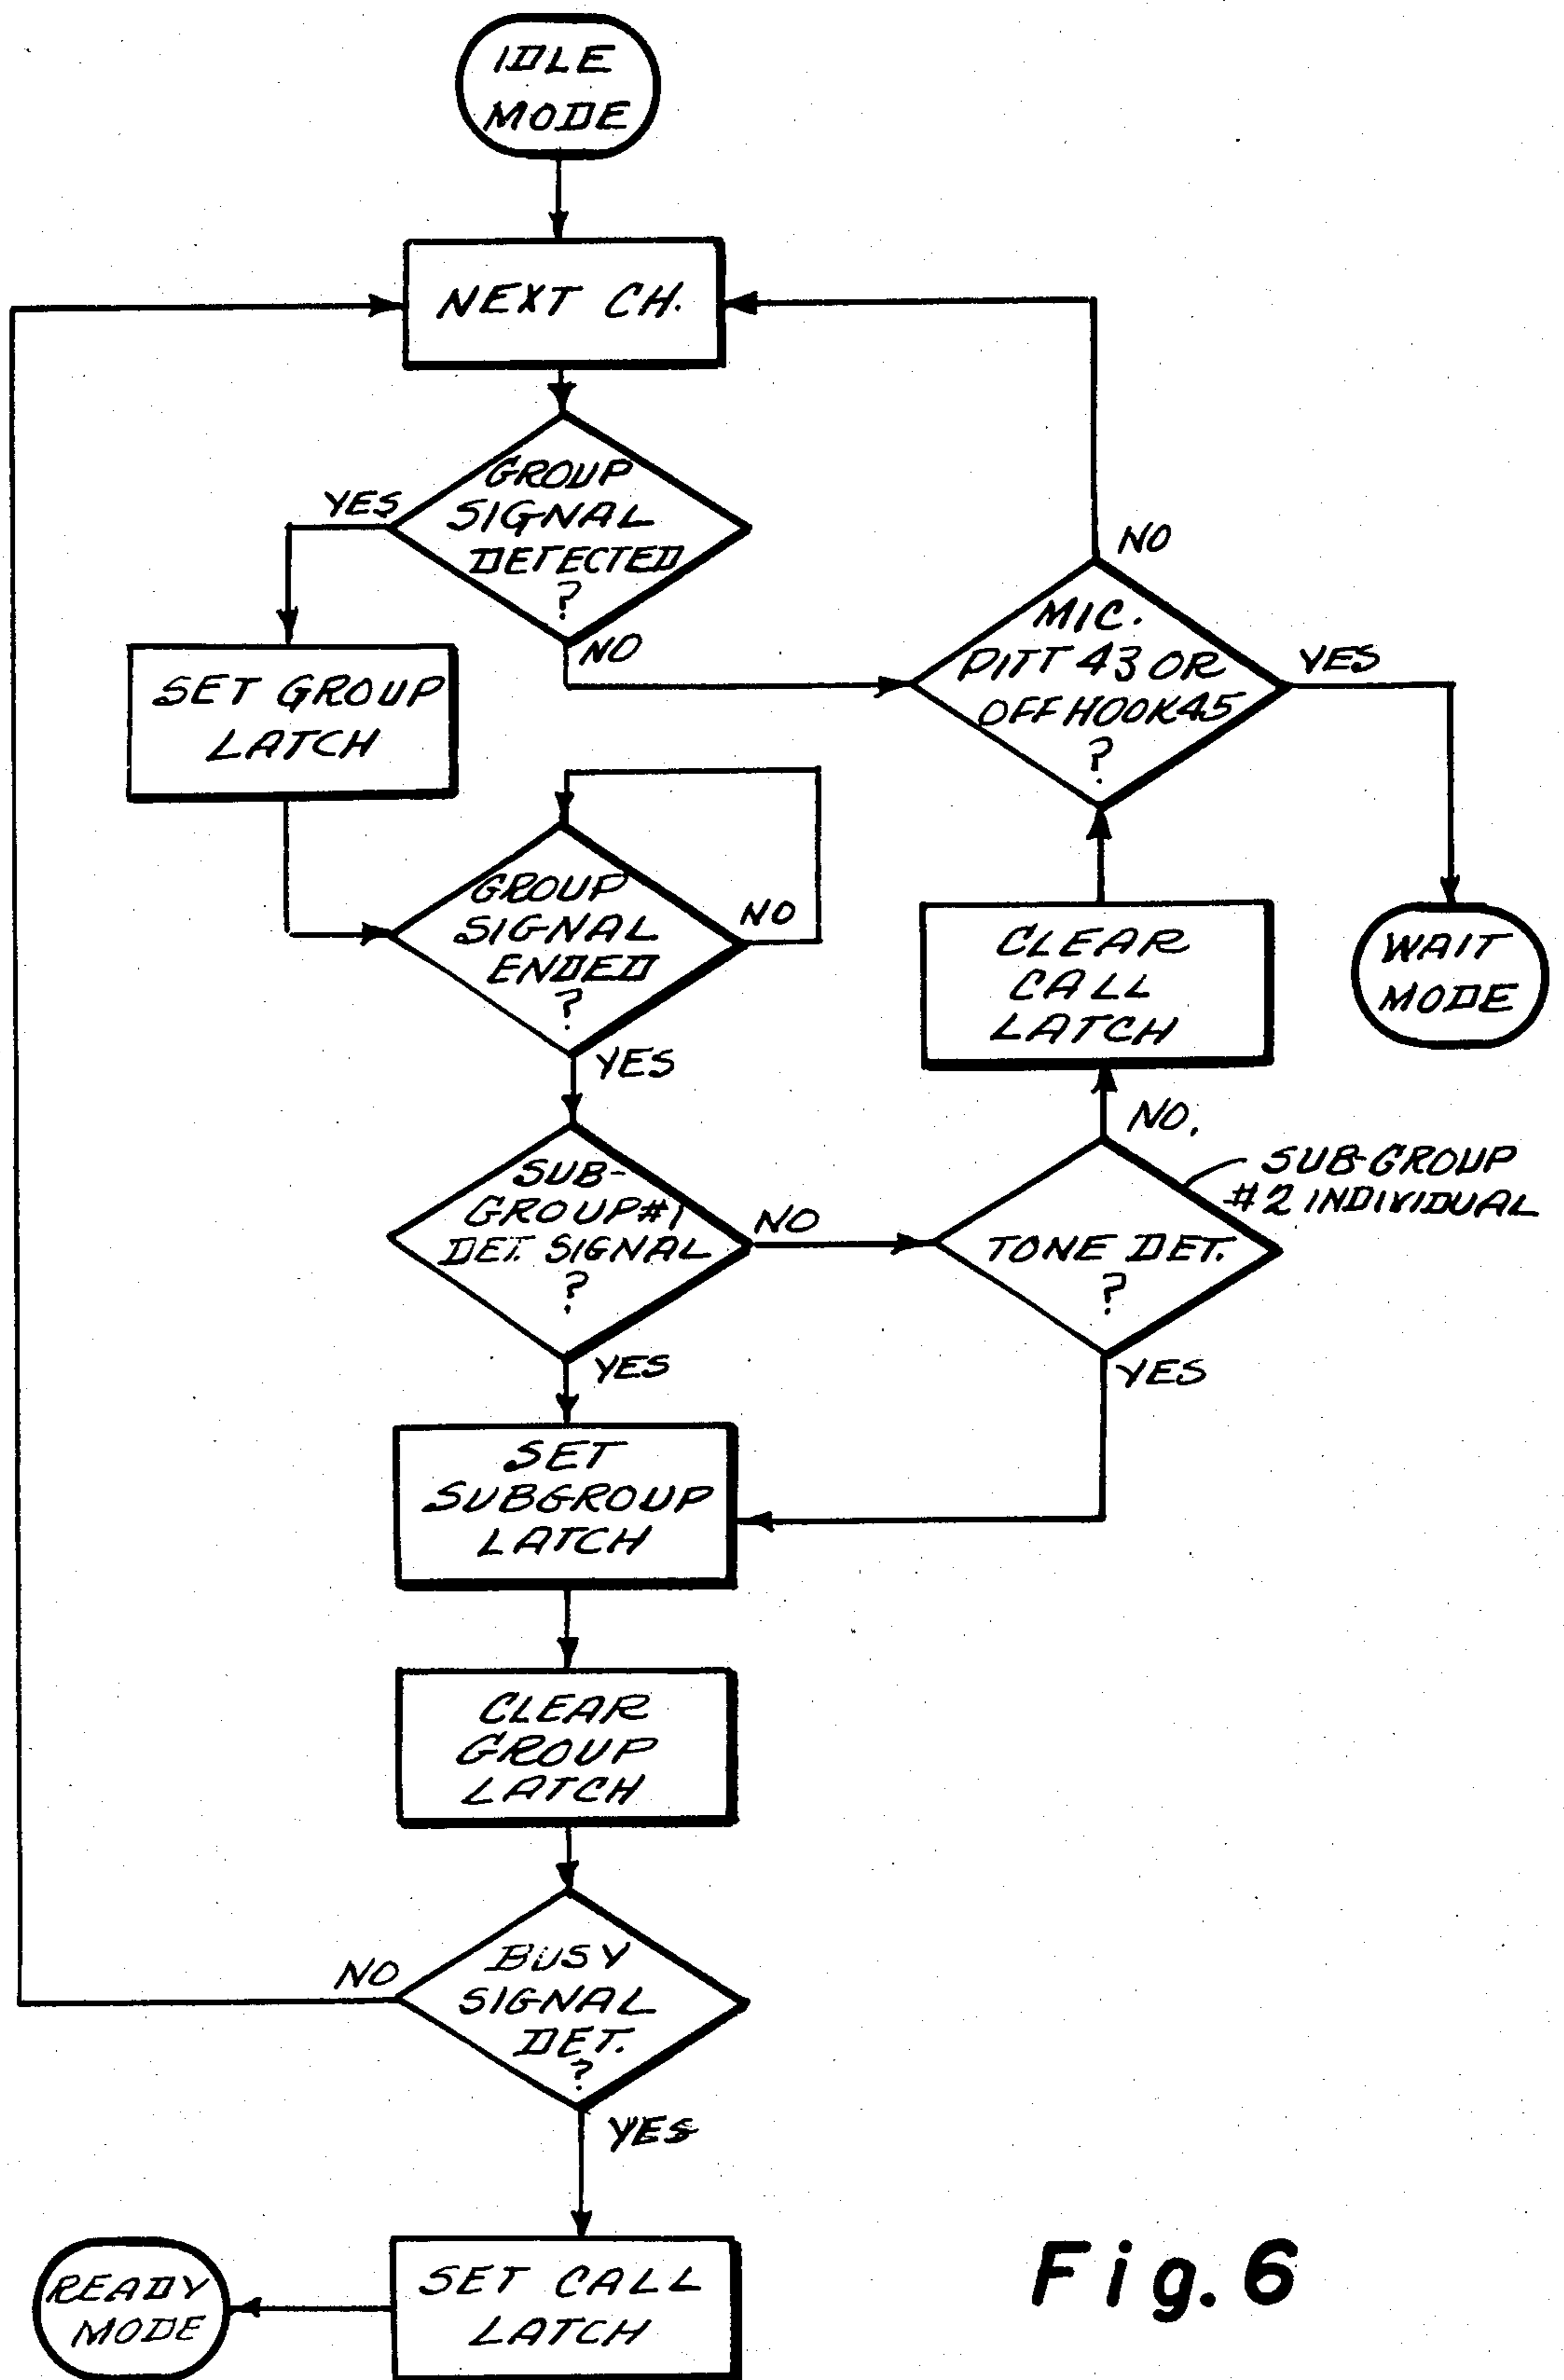 IDLE
MODE
NEXT CH.
GROUP
SIGNAL
DETECTED
?
YES
NO
SET GROUP
LATCH
MIC.
PITT 43 OR
OFF HOOK 45
?
NO
YES
WAIT
MODE
GROUP
SIGNAL
ENDED
?
NO
YES
CLEAR
CALL
LATCH
SUB-
GROUP #1
DET. SIGNAL
?
NO
YES
NO.
SUB-GROUP
#2 INDIVIDUAL
TONE DET.
?
YES
SET
SUBGROUP
LATCH
CLEAR
GROUP
LATCH
BUSY
SIGNAL
DET.
?
NO
YES
SET CALL
LATCH
READY
MODE
Fig. 6